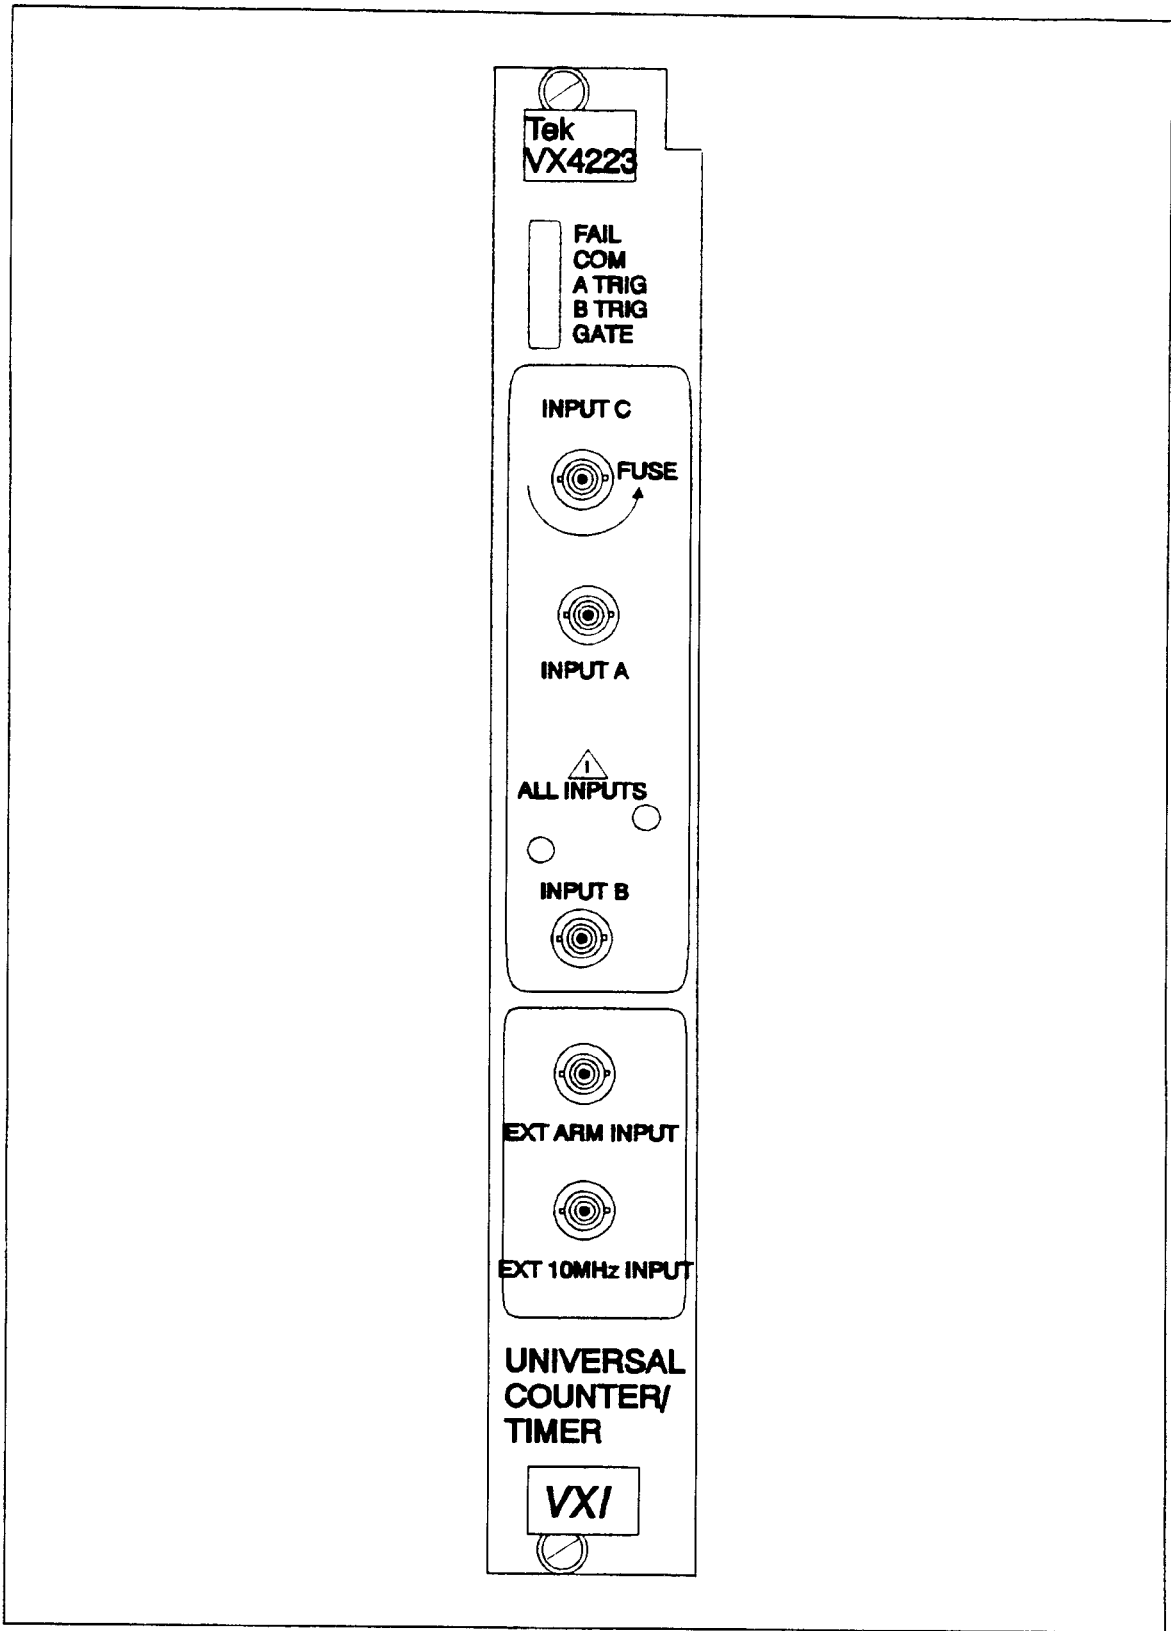 Tek
VX4223
FAIL
COM
A TRIG
B TRIG
GATE
INPUT C
FUSE
INPUT A
!
ALL INPUTS
INPUT B
EXT ARM INPUT
EXT 10MHz INPUT
UNIVERSAL
COUNTER/
TIMER
VXI